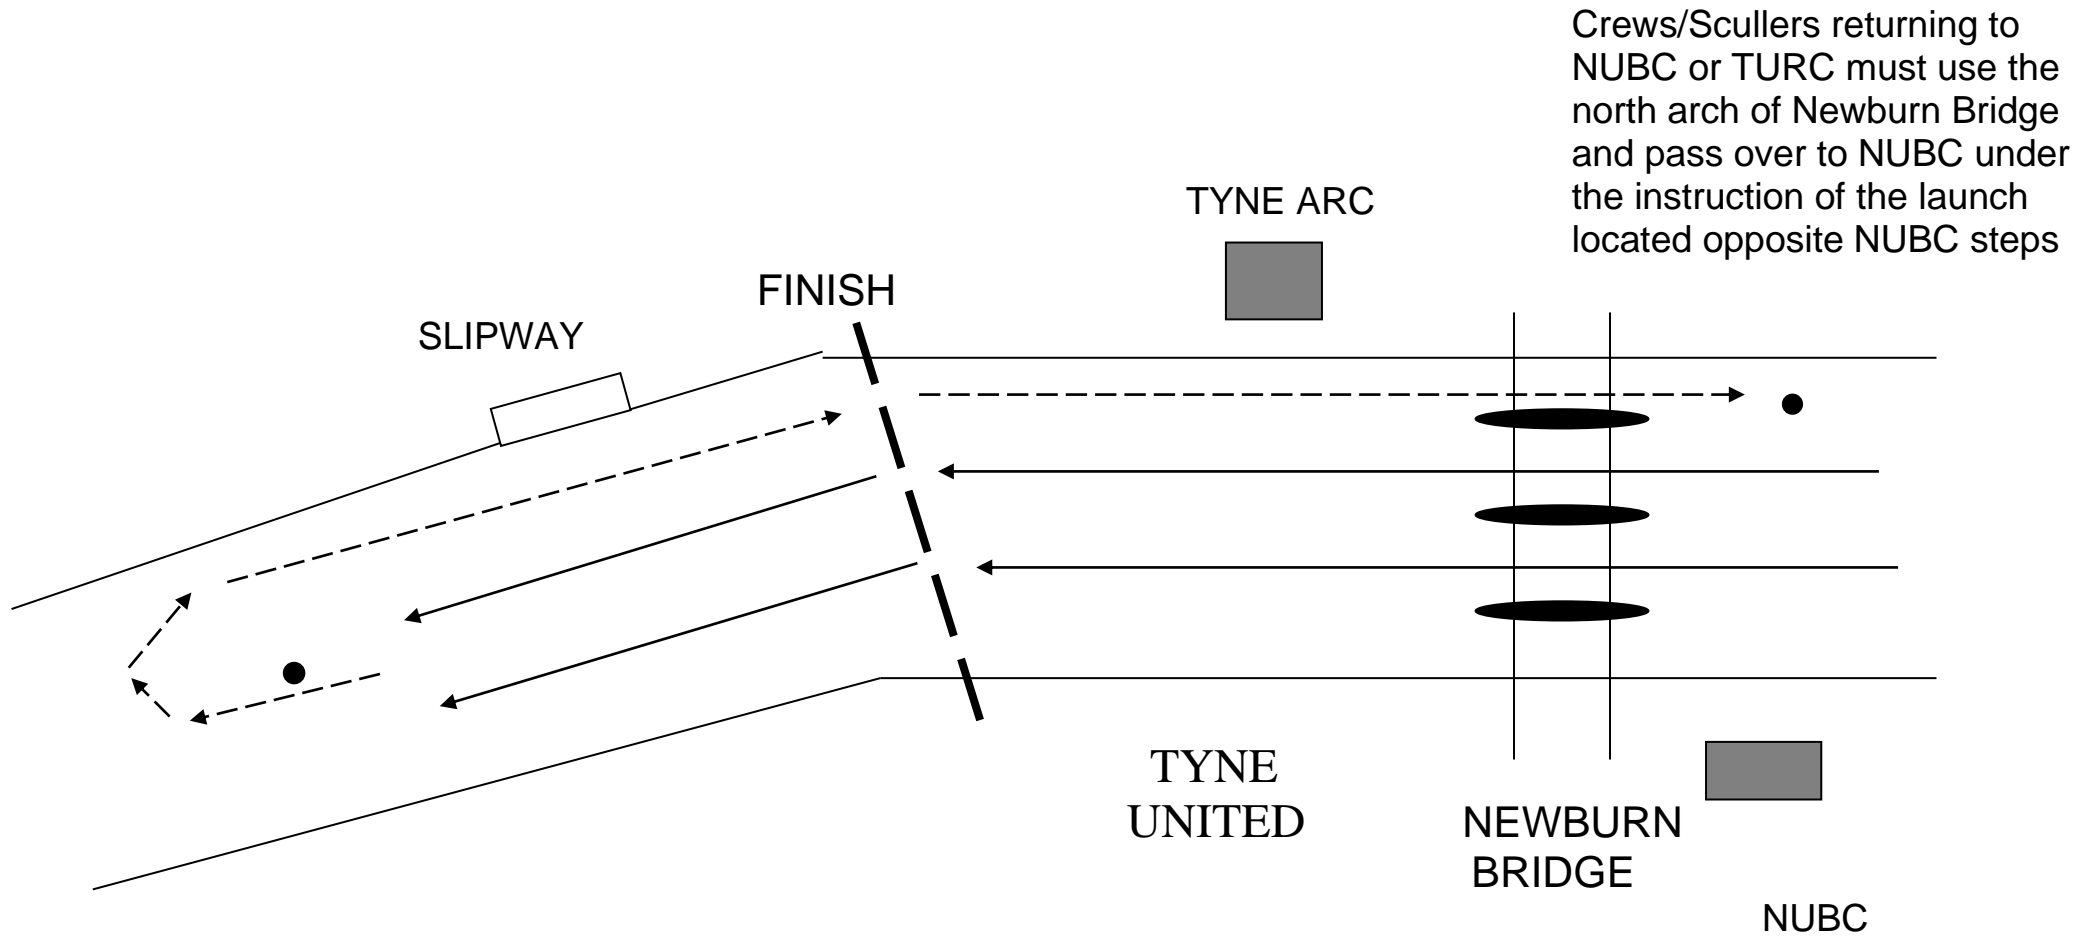 Crews/Scullers returning to
NUBC or TURC must use the
north arch of Newburn Bridge
and pass over to NUBC under
the instruction of the launch
located opposite NUBC steps
TYNE ARC
FINISH
SLIPWAY
TYNE
UNITED
NEWBURN
BRIDGE
NUBC